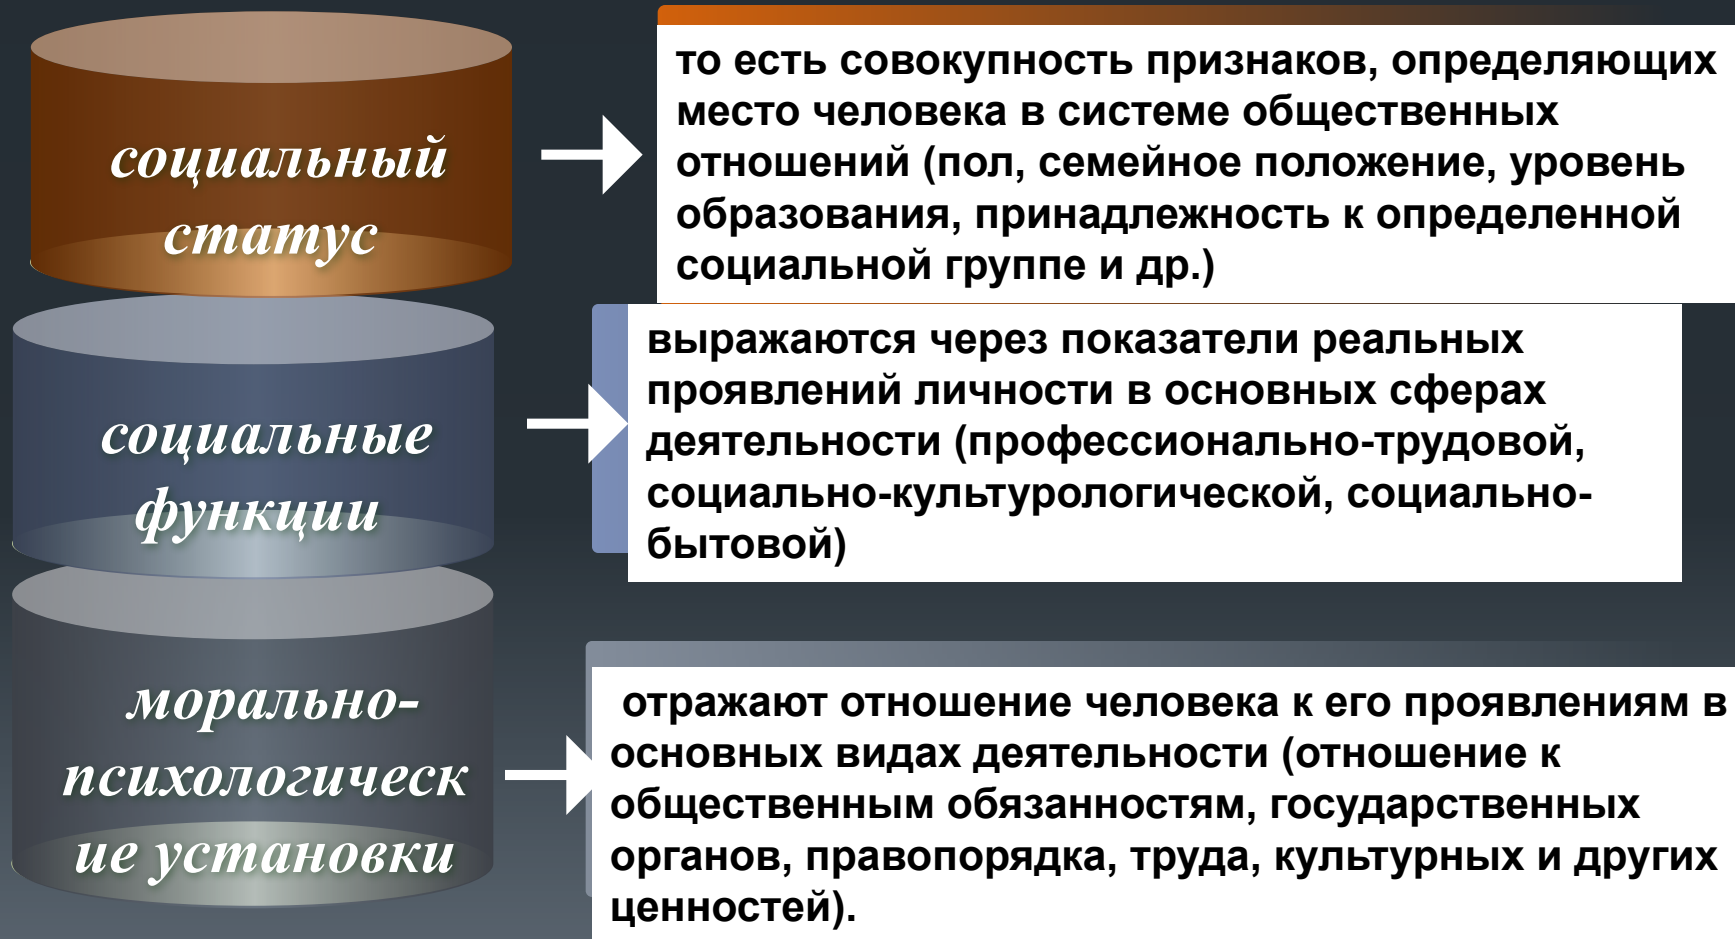 социальный
статус
то есть совокупность признаков, определяющих
место человека в системе общественных
отношений (пол, семейное положение, уровень
образования, принадлежность к определенной
социальной группе и др.)
социальные
функции
выражаются через показатели реальных
проявлений личности в основных сферах
деятельности (профессионально-трудовой,
социально-культурологической, социально-
бытовой)
морально-
психологическ
ие установки
отражают отношение человека к его проявлениям в
основных видах деятельности (отношение к
общественным обязанностям, государственных
органов, правопорядка, труда, культурных и других
ценностей).